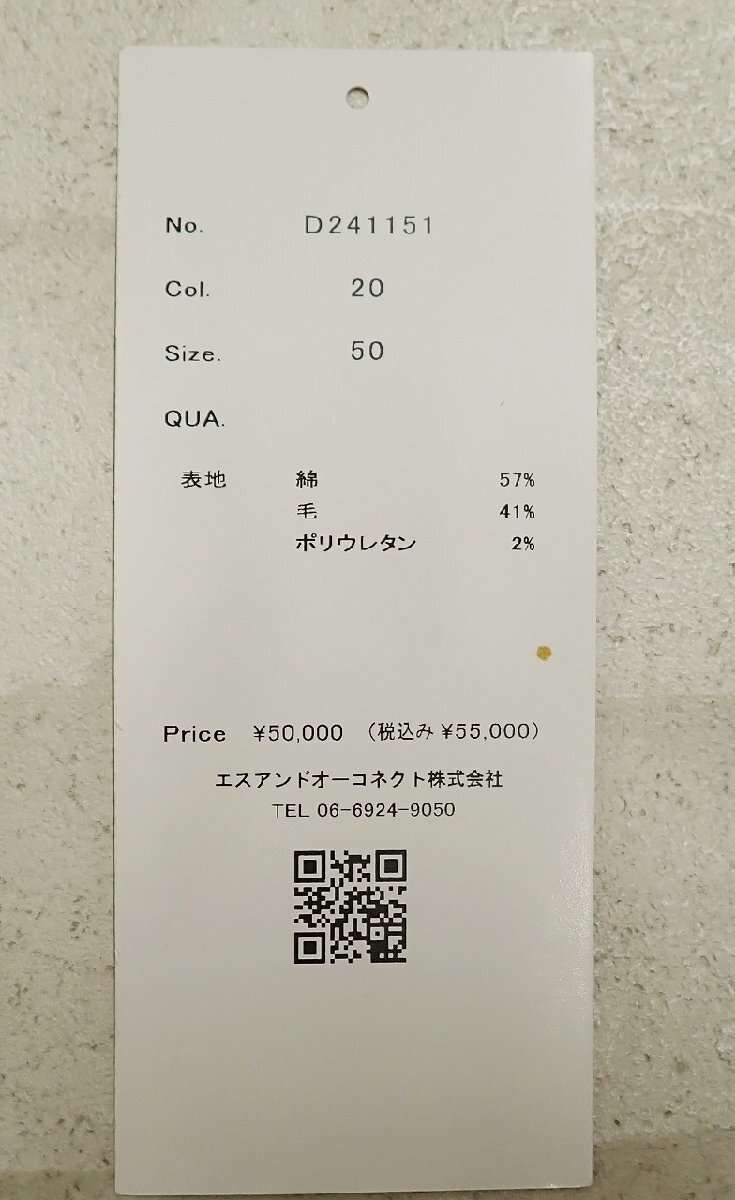 No. D241151
Col. 20
Size. 50
QUA.
表地 綿 57%
毛 41%
ポリウレタン 2%
Price ¥50,000 (税込み ¥55,000)
エスアンドオーコネクト株式会社
TEL 06-6924-9050